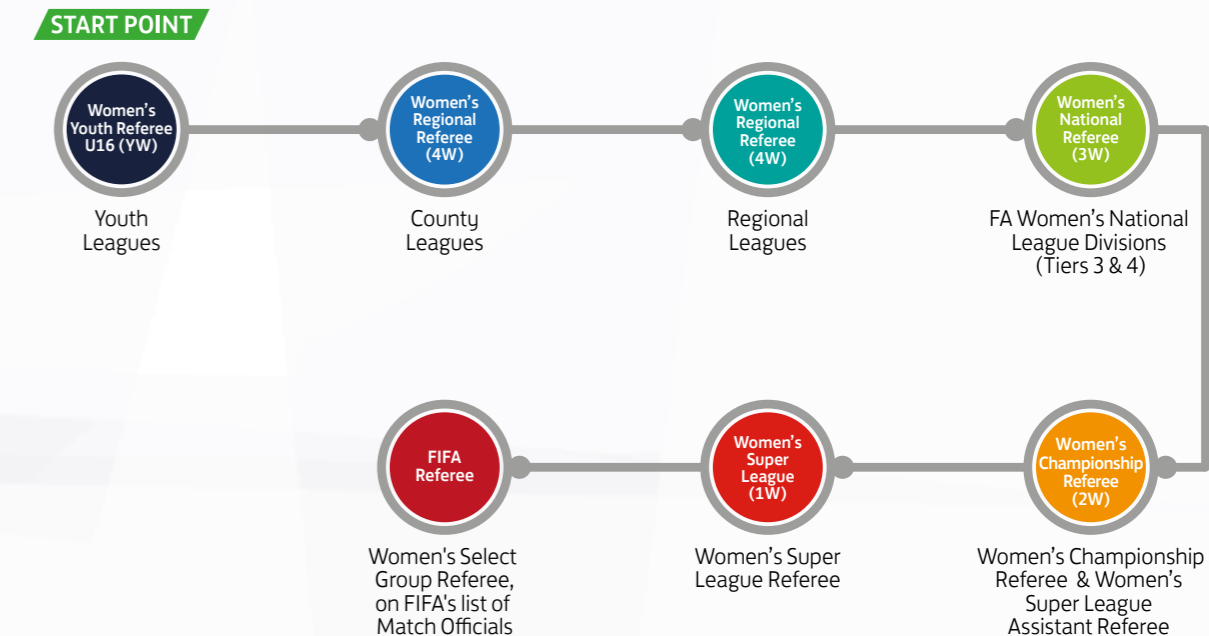 START POINT
Women's
Youth Referee
U16 (YW)
Youth
Leagues
Women's
Regional
Referee
(4W)
County
Leagues
Women's
Regional
Referee
(4W)
Regional
Leagues
Women's
National
Referee
(3W)
FA Women's National
League Divisions
(Tiers 3 & 4)
Women's
Championship
Referee
(2W)
Women's Championship
Referee & Women's
Super League
Assistant Referee
Women's
Super
League
(1W)
Women's Super
League Referee
FIFA
Referee
Women's Select
Group Referee,
on FIFA's list of
Match Officials